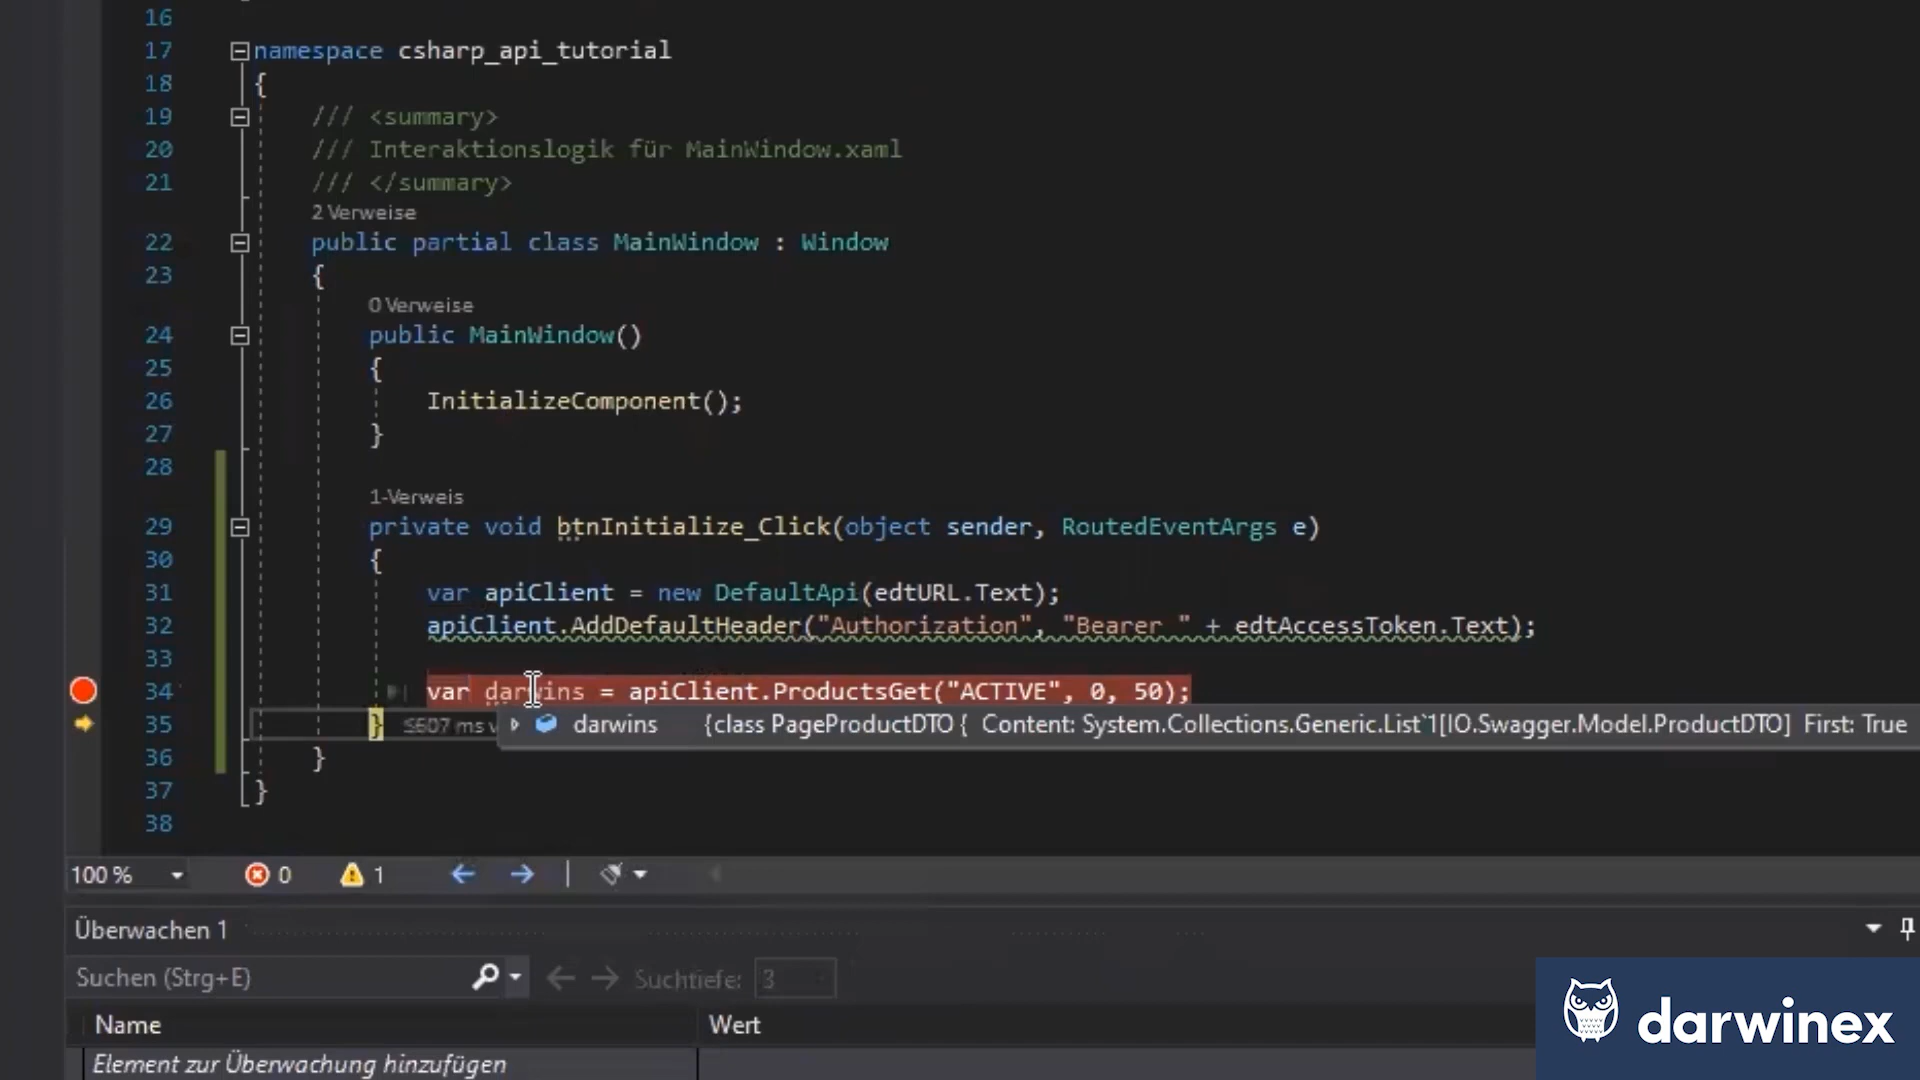 16
17 namespace csharp_api_tutorial
18 {
19 /// <summary>
20 /// Interaktionslogik für MainWindow.xaml
21 /// </summary>
2 Verweise
22 public partial class MainWindow : Window
23 {
0 Verweise
24 public MainWindow()
25 {
26 InitializeComponent();
27 }
28
1-Verweis
29 private void btnInitialize_Click(object sender, RoutedEventArgs e)
30 {
31 var apiClient = new DefaultApi(edtURL.Text);
32 apiClient.AddDefaultHeader("Authorization", "Bearer " + edtAccessToken.Text);
33
34 var darwins = apiClient.ProductsGet("ACTIVE", 0, 50);
35 } ≤607 ms v darwins {class PageProductDTO { Content: System.Collections.Generic.List`1[IO.Swagger.Model.ProductDTO] First: True
36 }
37 }
38
100 % 0 1
Überwachen 1
Suchen (Strg+E) Suchtiefe: 3
Name Wert
Element zur Überwachung hinzufügen
darwinex